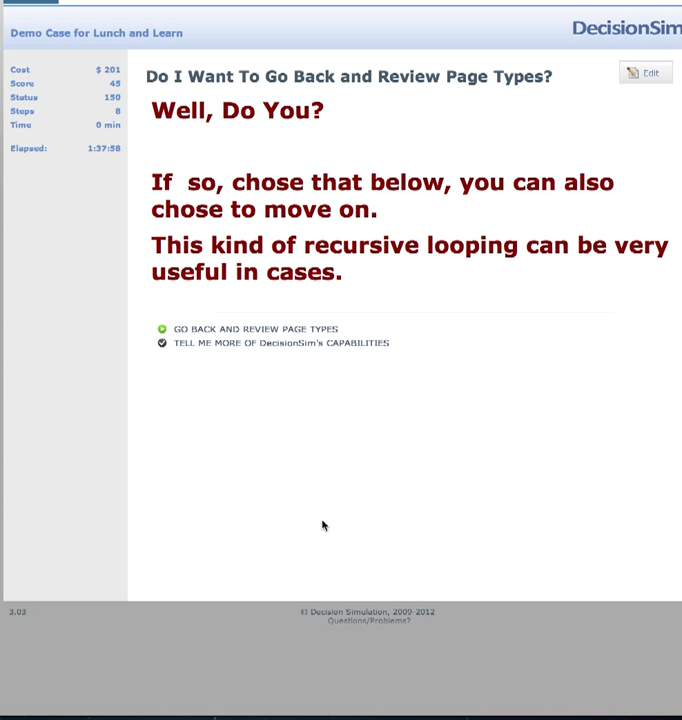 Demo Case for Lunch and Learn
DecisionSim
Cost $ 201
Score 45
Status 150
Steps 8
Time 0 min
Elapsed: 1:37:58
Do I Want To Go Back and Review Page Types?
Edit
Well, Do You?
If so, chose that below, you can also
chose to move on.
This kind of recursive looping can be very
useful in cases.
GO BACK AND REVIEW PAGE TYPES
TELL ME MORE OF DecisionSim's CAPABILITIES
3.03
© Decision Simulation, 2009-2012
Questions/Problems?